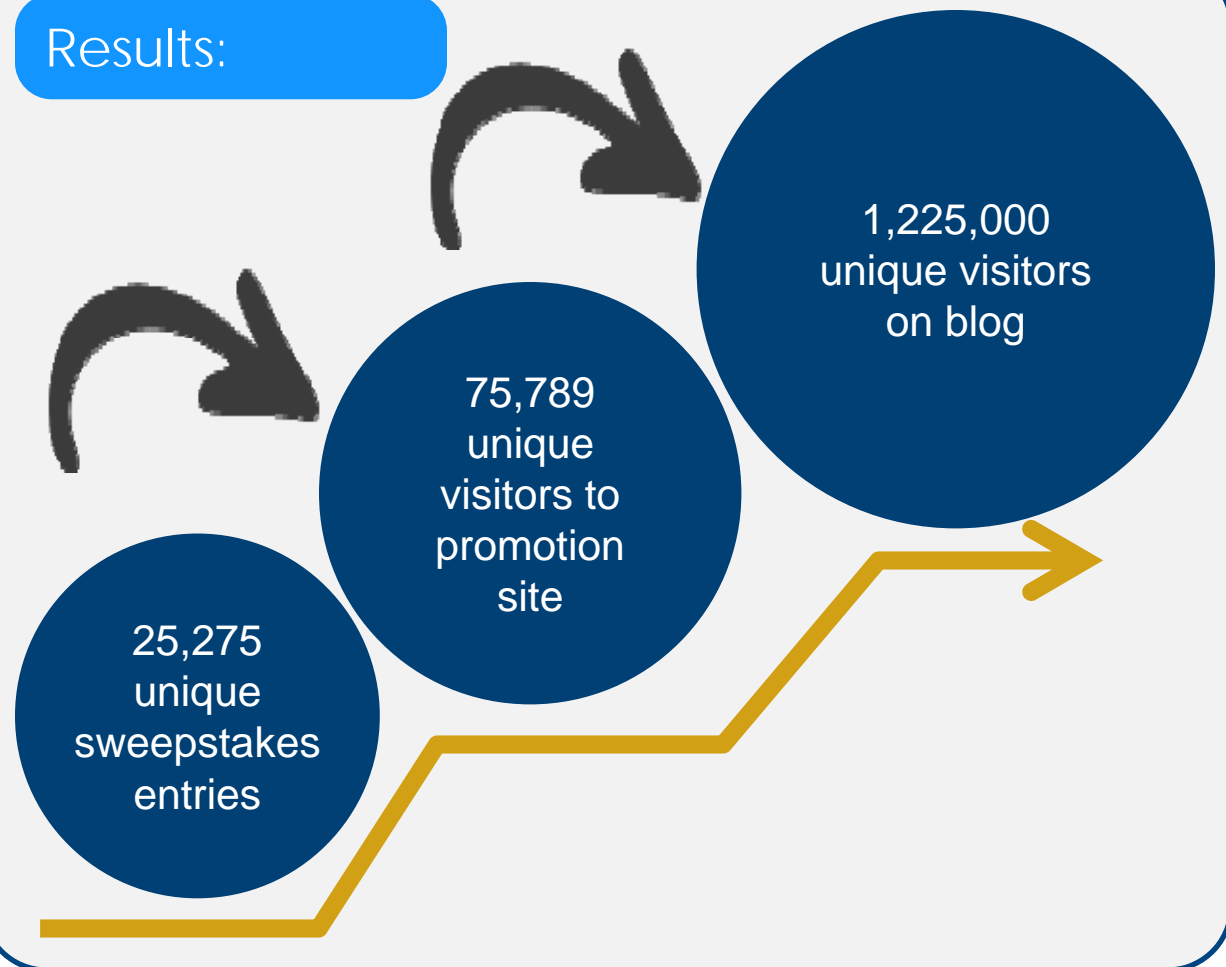 Results:
1,225,000
unique visitors
on blog
75,789
unique
visitors to
promotion
site
25,275
unique
sweepstakes
entries